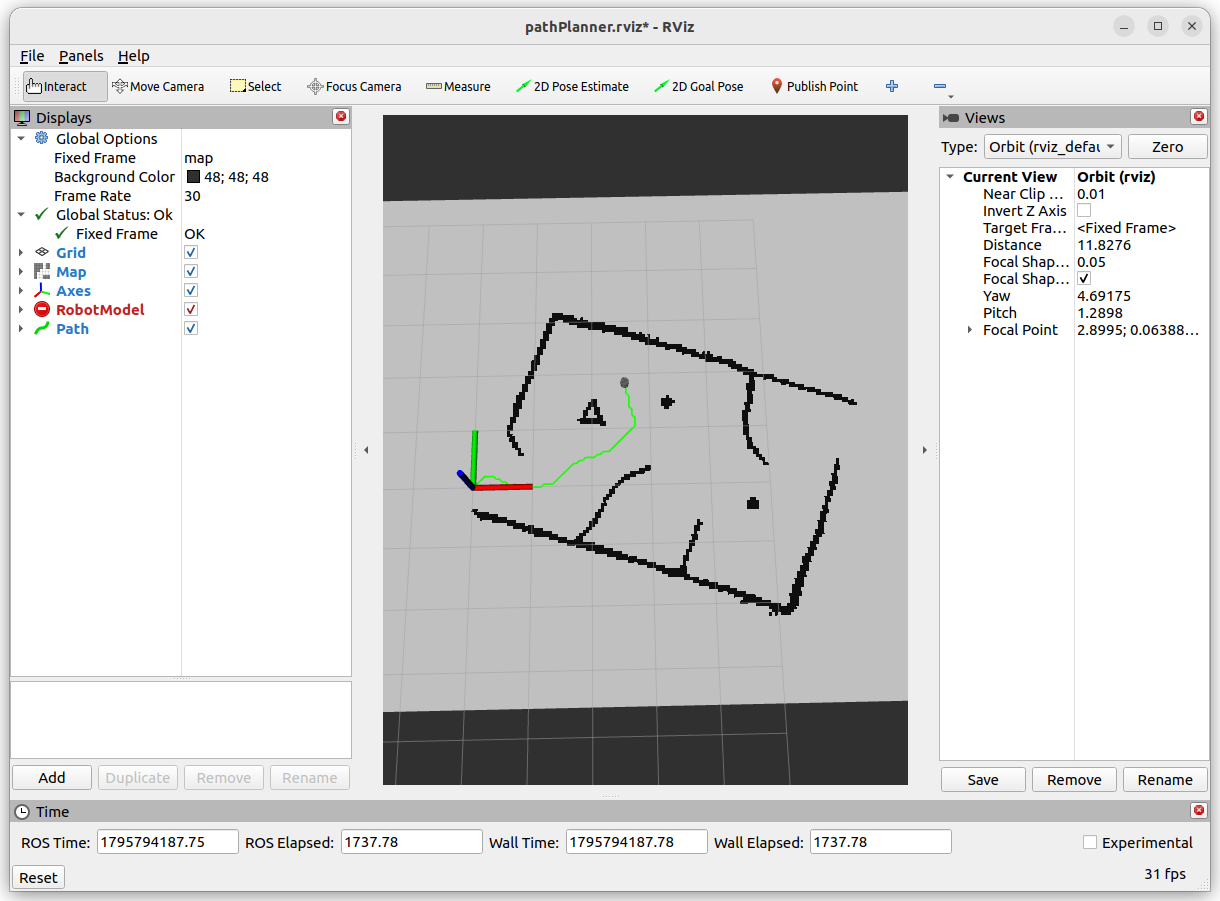 pathPlanner.rviz* - RViz
File Panels Help
Interact Move Camera Select Focus Camera Measure 2D Pose Estimate 2D Goal Pose Publish Point
Displays
Global Options
Fixed Frame map
Background Color 48; 48; 48
Frame Rate 30
Global Status: Ok
Fixed Frame OK
Grid
Map
Axes
RobotModel
Path
Add Duplicate Remove Rename
Views
Type: Orbit (rviz_defau Zero
Current View Orbit (rviz)
Near Clip ... 0.01
Invert Z Axis
Target Fra... <Fixed Frame>
Distance 11.8276
Focal Shap... 0.05
Focal Shap...
Yaw 4.69175
Pitch 1.2898
Focal Point 2.8995; 0.06388...
Save Remove Rename
Time
ROS Time: 1795794187.75 ROS Elapsed: 1737.78 Wall Time: 1795794187.78 Wall Elapsed: 1737.78 Experimental
Reset 31 fps